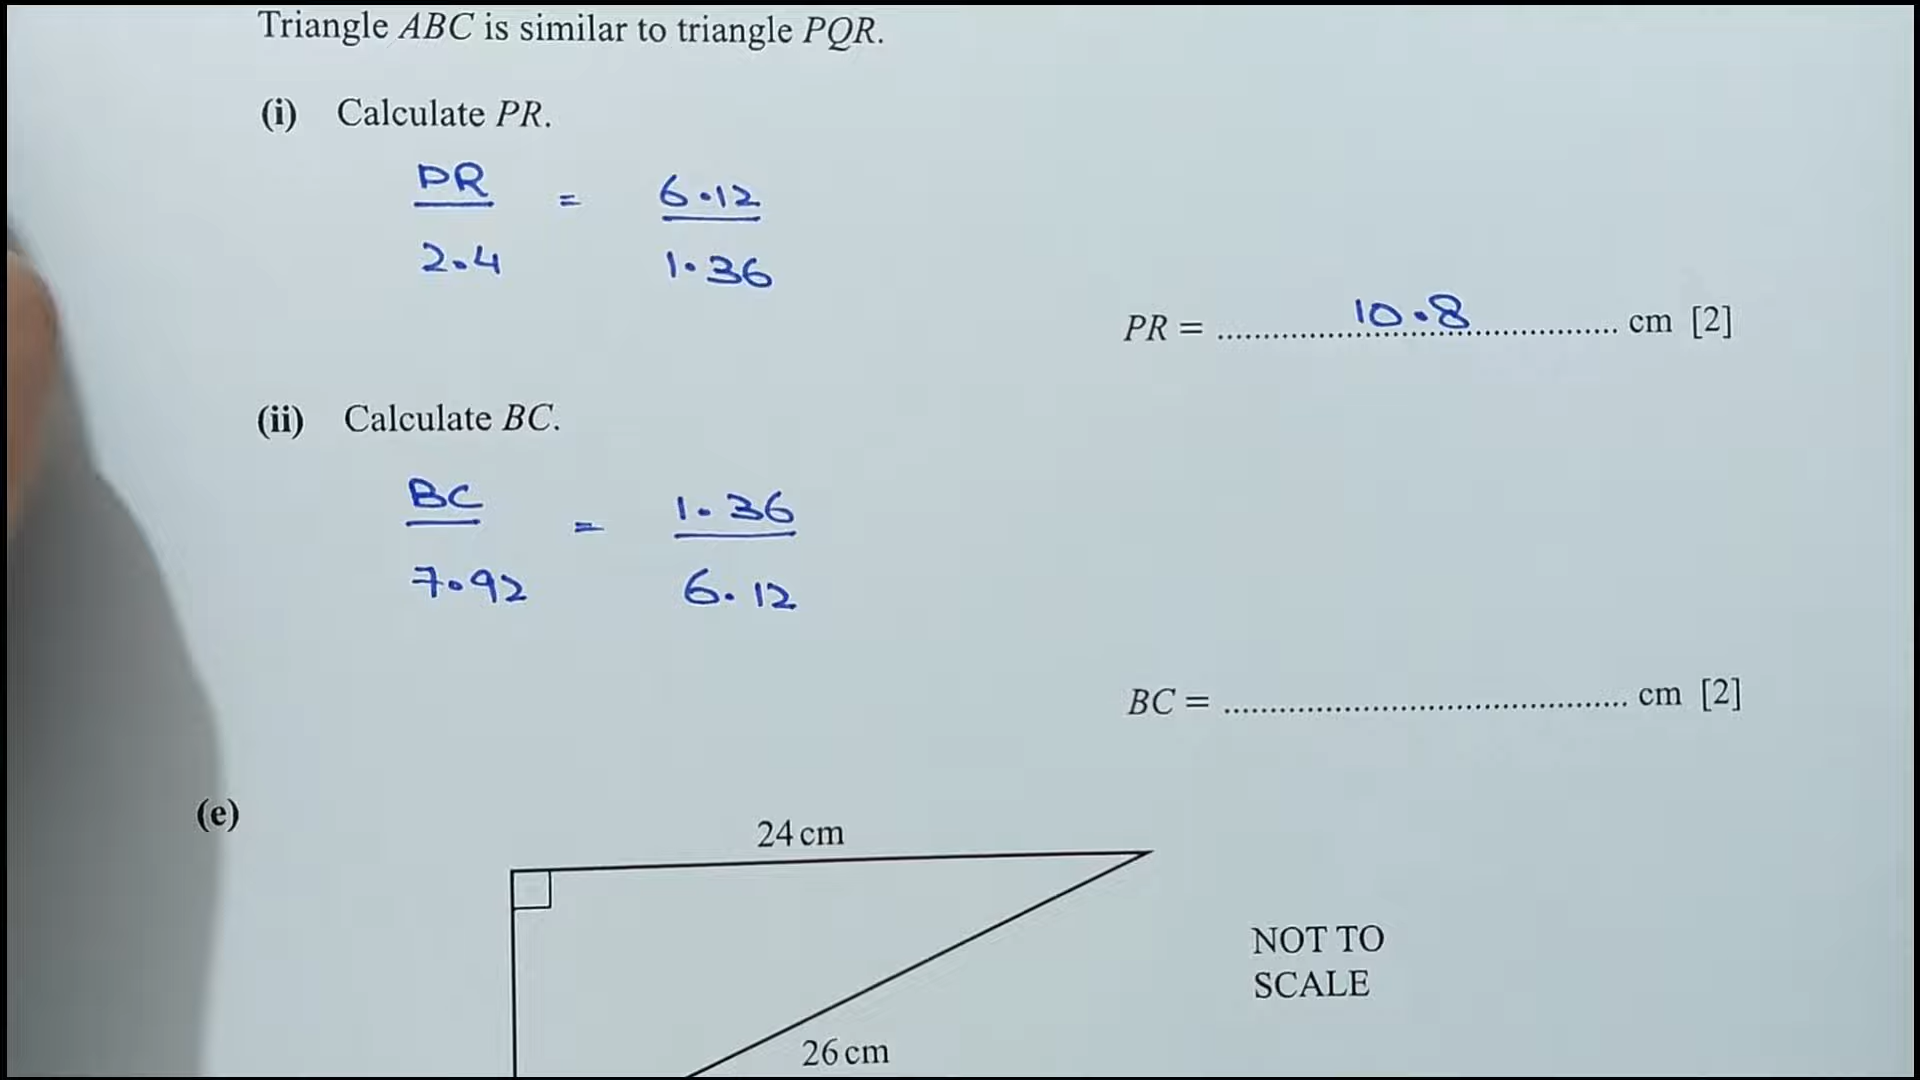 Triangle ABC is similar to triangle PQR.
(i) Calculate PR.
PR = 6.12
2.4 1.36
PR = .......................................... cm [2]
10.8
(ii) Calculate BC.
BC = 1.36
7.92 6.12
BC = .......................................... cm [2]
(e)
24 cm
NOT TO
SCALE
26 cm